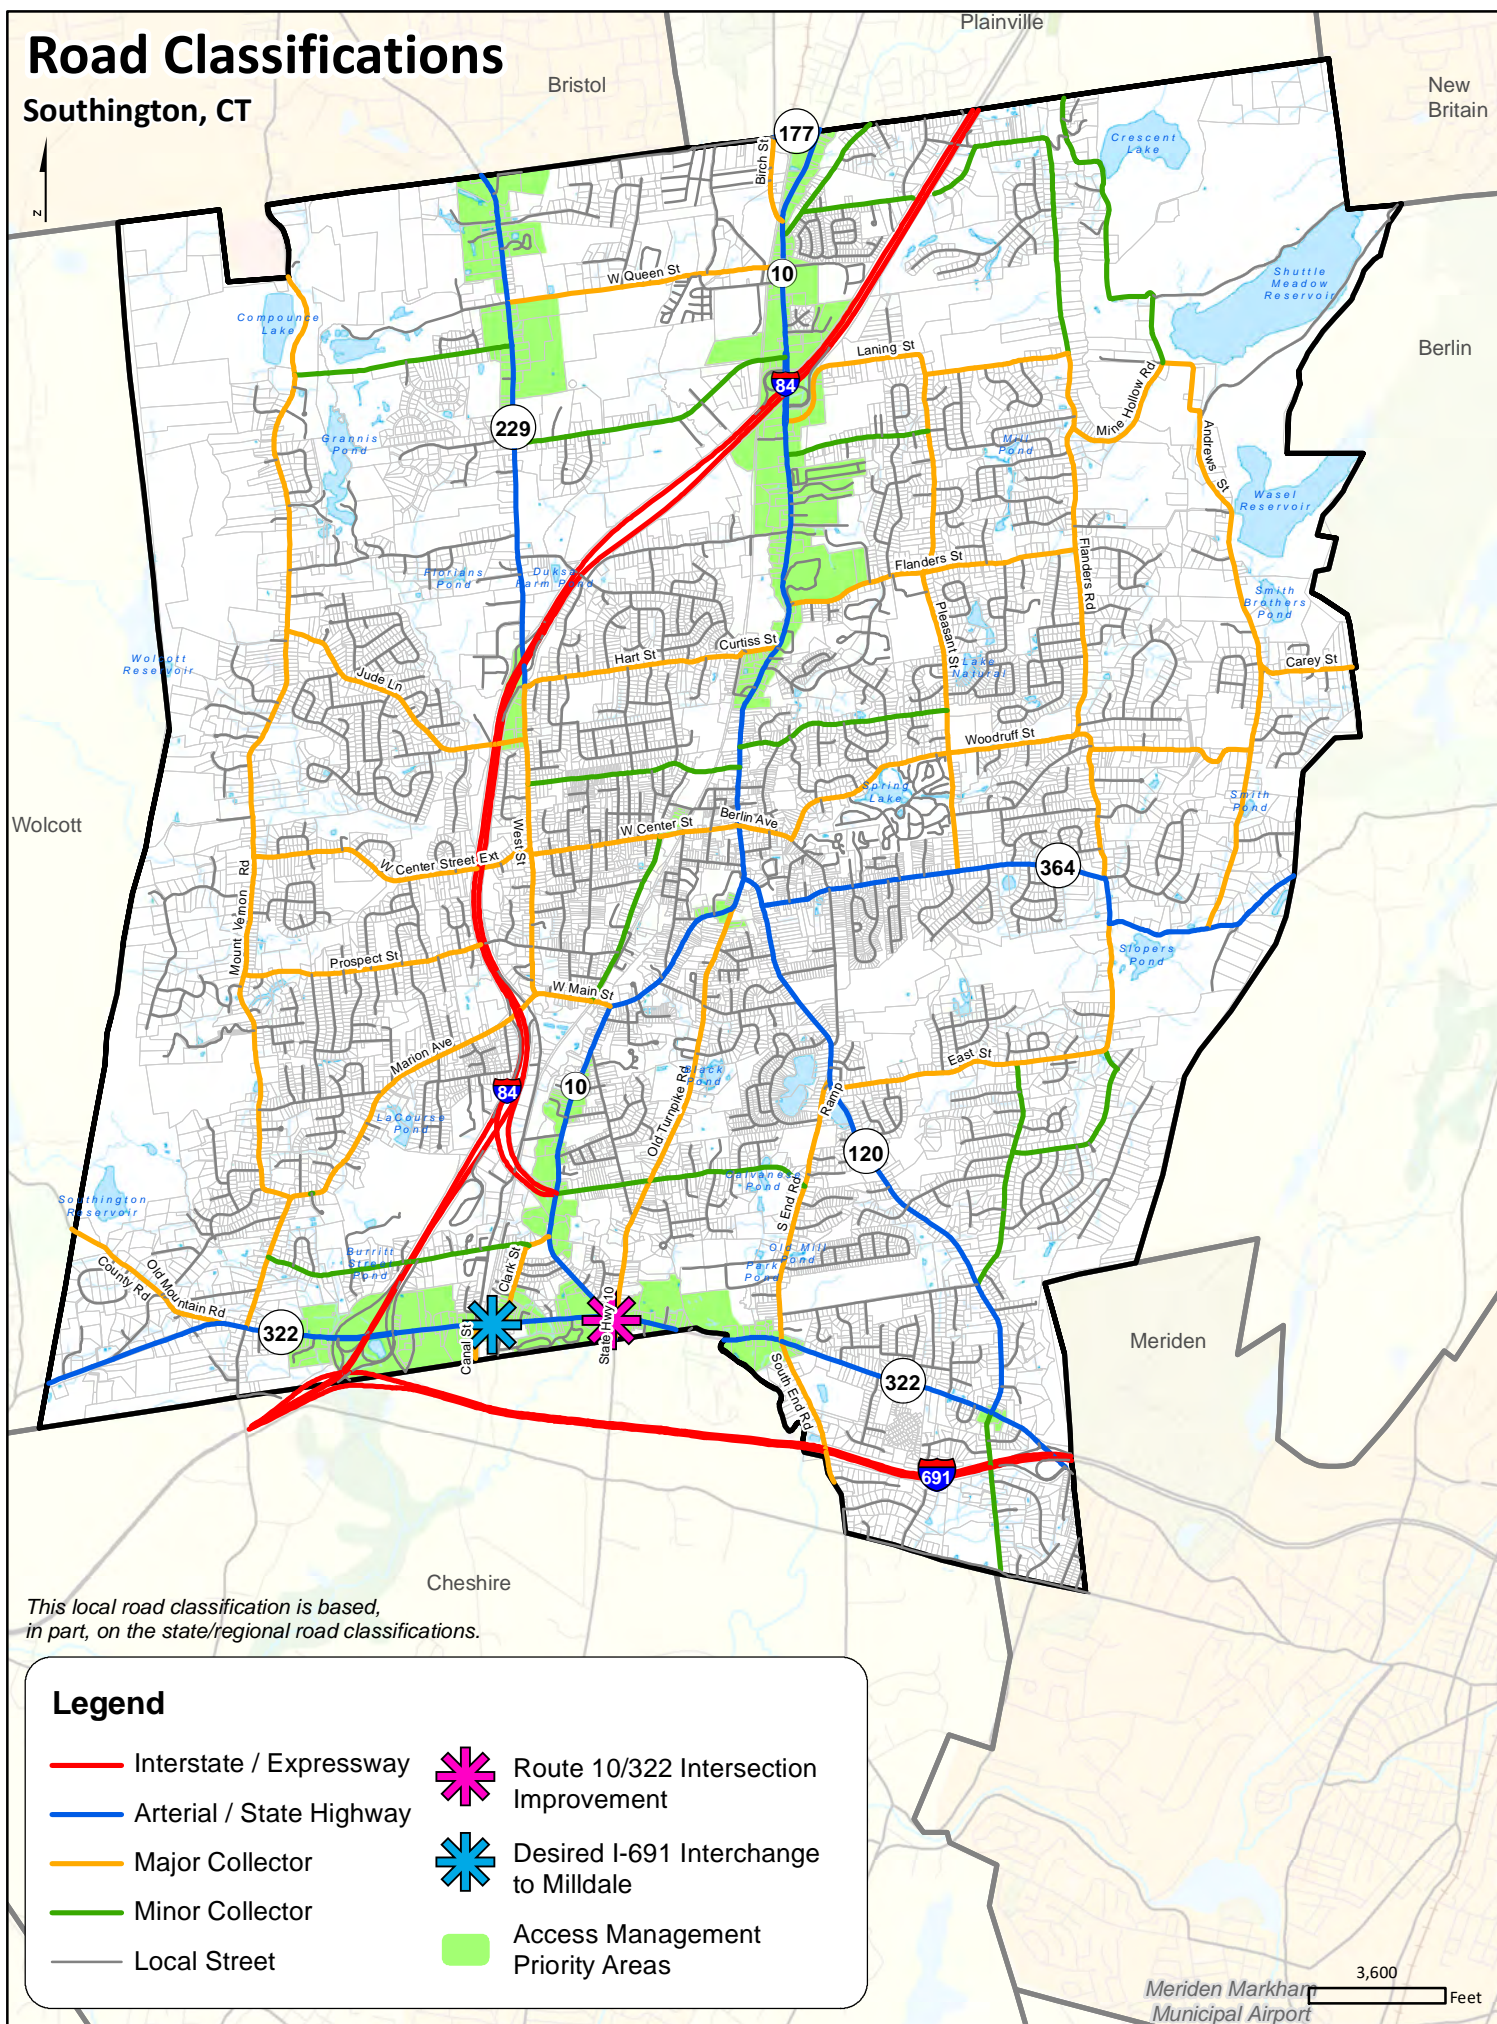 Road Classifications
Southington, CT
Plainville
Bristol
New
Britain
Berlin
Wolcott
Meriden
Cheshire
N
177
Birch St
Crescent
Lake
W Queen St
10
Shuttle
Meadow
Reservoir
Compounce
Lake
Laning St
84
Mine Hollow Rd
229
Grannis
Pond
Mill
Pond
Andrews St
Wasel
Reservoir
Florians
Pond
Flanders St
Flanders Rd
Smith
Brothers
Pond
Pleasant St
Curtiss St
Hart St
Wolcott
Reservoir
Jude Ln
Lake
Natural
Carey St
Woodruff St
Spring
Lake
Smith
Pond
Berlin Ave
W Center St
West St
W Center Street Ext
364
Mount Vernon Rd
Prospect St
Slopers
Pond
W Main St
Marion Ave
East St
Black
Pond
Old Turnpike Rd
Ramp
84
10
LaCourse
Pond
120
Calvanese
Pond
S End Rd
Southington
Reservoir
Burritt
Street
Pond
Old Mill
Pond
Park
Pond
Clark St
County Rd
Old Mountain Rd
322
Canal St
State Hwy 10
South End Rd
322
691
This local road classification is based,
in part, on the state/regional road classifications.
Legend
Interstate / Expressway
Arterial / State Highway
Major Collector
Minor Collector
Local Street
Route 10/322 Intersection
Improvement
Desired I-691 Interchange
to Milldale
Access Management
Priority Areas
Meriden Markham
Municipal Airport
3,600
Feet